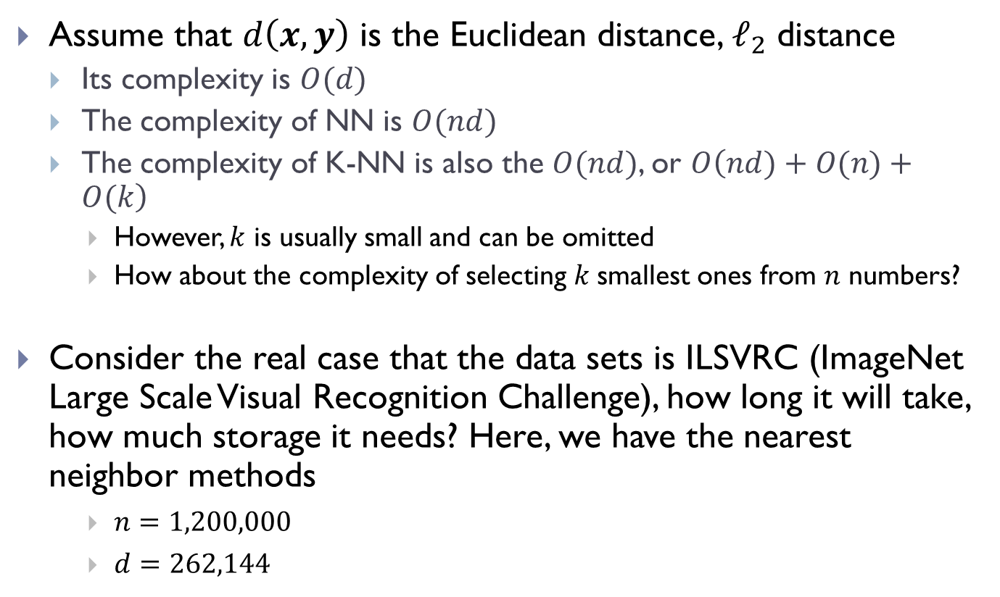 Assume that 𝑑(𝒙, 𝒚) is the Euclidean distance, ℓ₂ distance
Its complexity is 𝑂(𝑑)
The complexity of NN is 𝑂(𝑛𝑑)
The complexity of K-NN is also the 𝑂(𝑛𝑑), or 𝑂(𝑛𝑑) + 𝑂(𝑛) +
𝑂(𝑘)
However, 𝑘 is usually small and can be omitted
How about the complexity of selecting 𝑘 smallest ones from 𝑛 numbers?
Consider the real case that the data sets is ILSVRC (ImageNet
Large Scale Visual Recognition Challenge), how long it will take,
how much storage it needs? Here, we have the nearest
neighbor methods
𝑛 = 1,200,000
𝑑 = 262,144